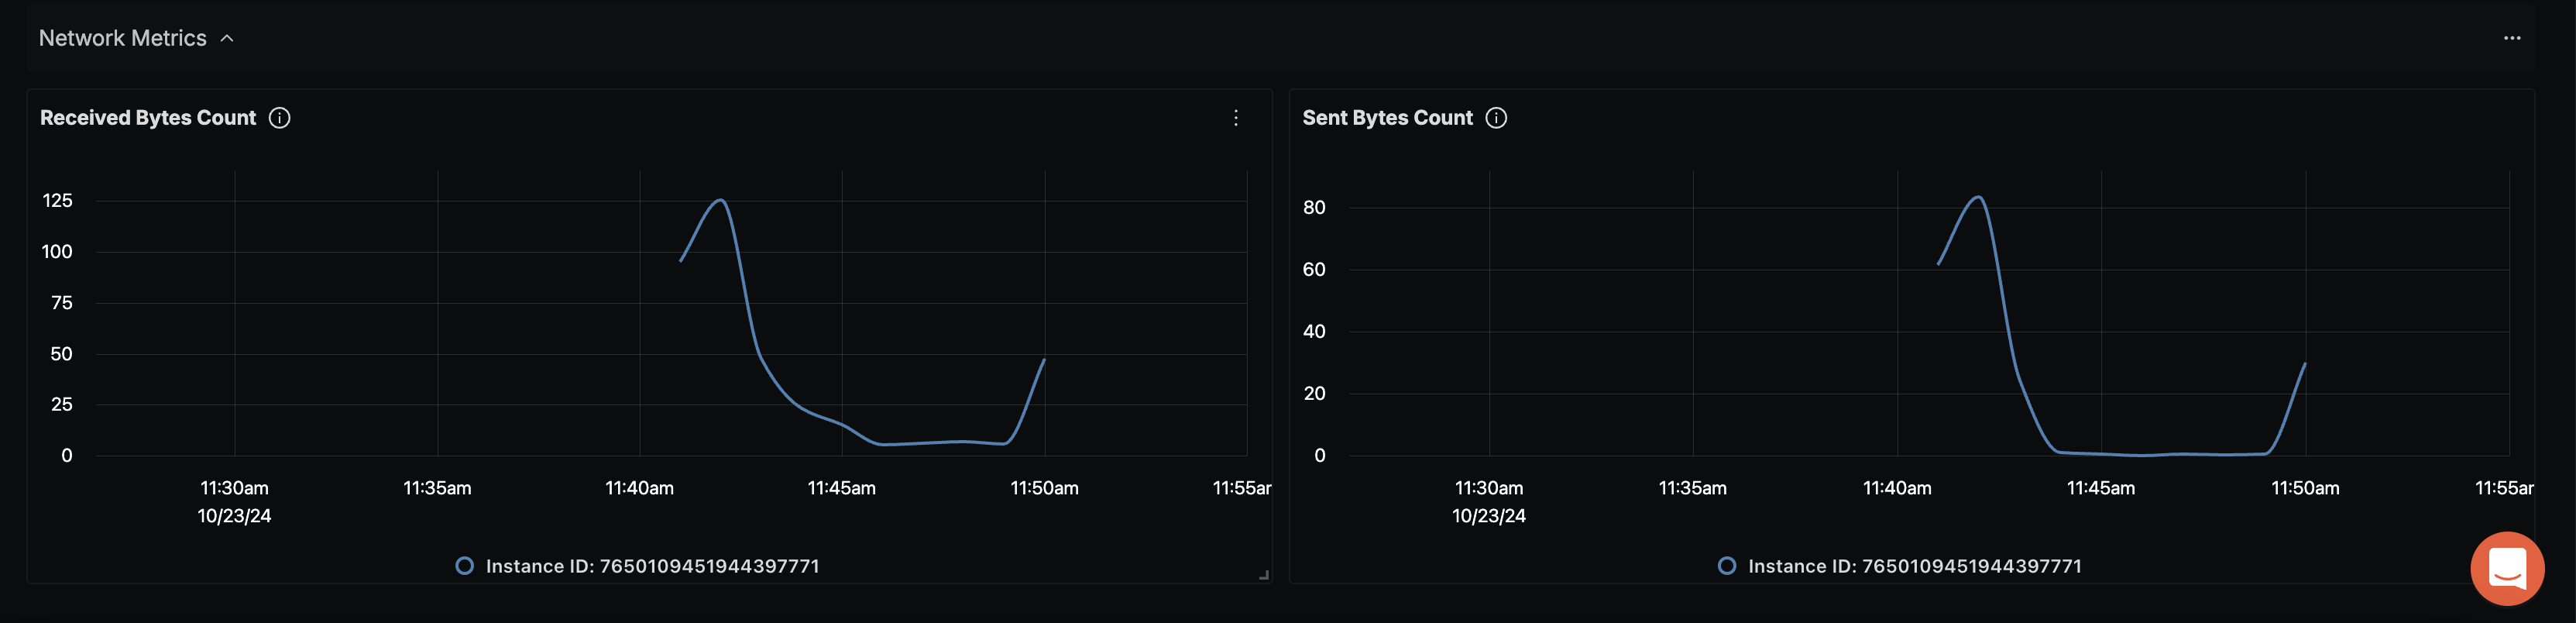 Network Metrics
Received Bytes Count
125
100
75
50
25
0
11:30am 11:35am 11:40am 11:45am 11:50am 11:55ar
10/23/24
Instance ID: 7650109451944397771
Sent Bytes Count
80
60
40
20
0
11:30am 11:35am 11:40am 11:45am 11:50am 11:55ar
10/23/24
Instance ID: 7650109451944397771